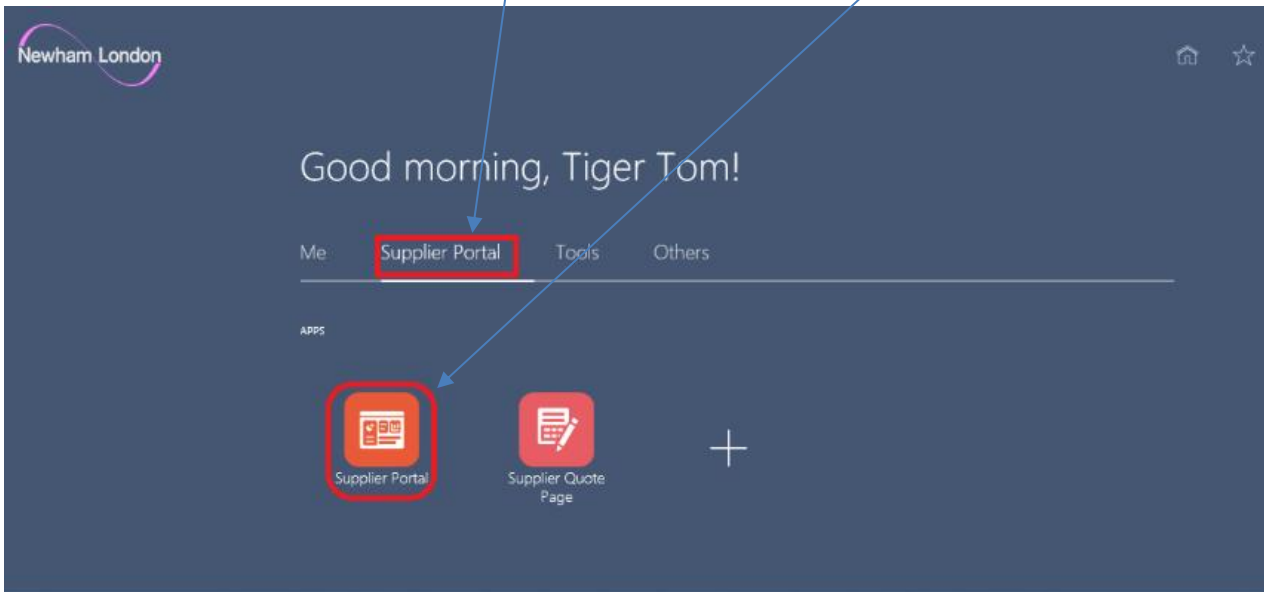 Newham London
Good morning, Tiger Tom!
Me Supplier Portal Tools Others
APPS
Supplier Portal
Supplier Quote
Page